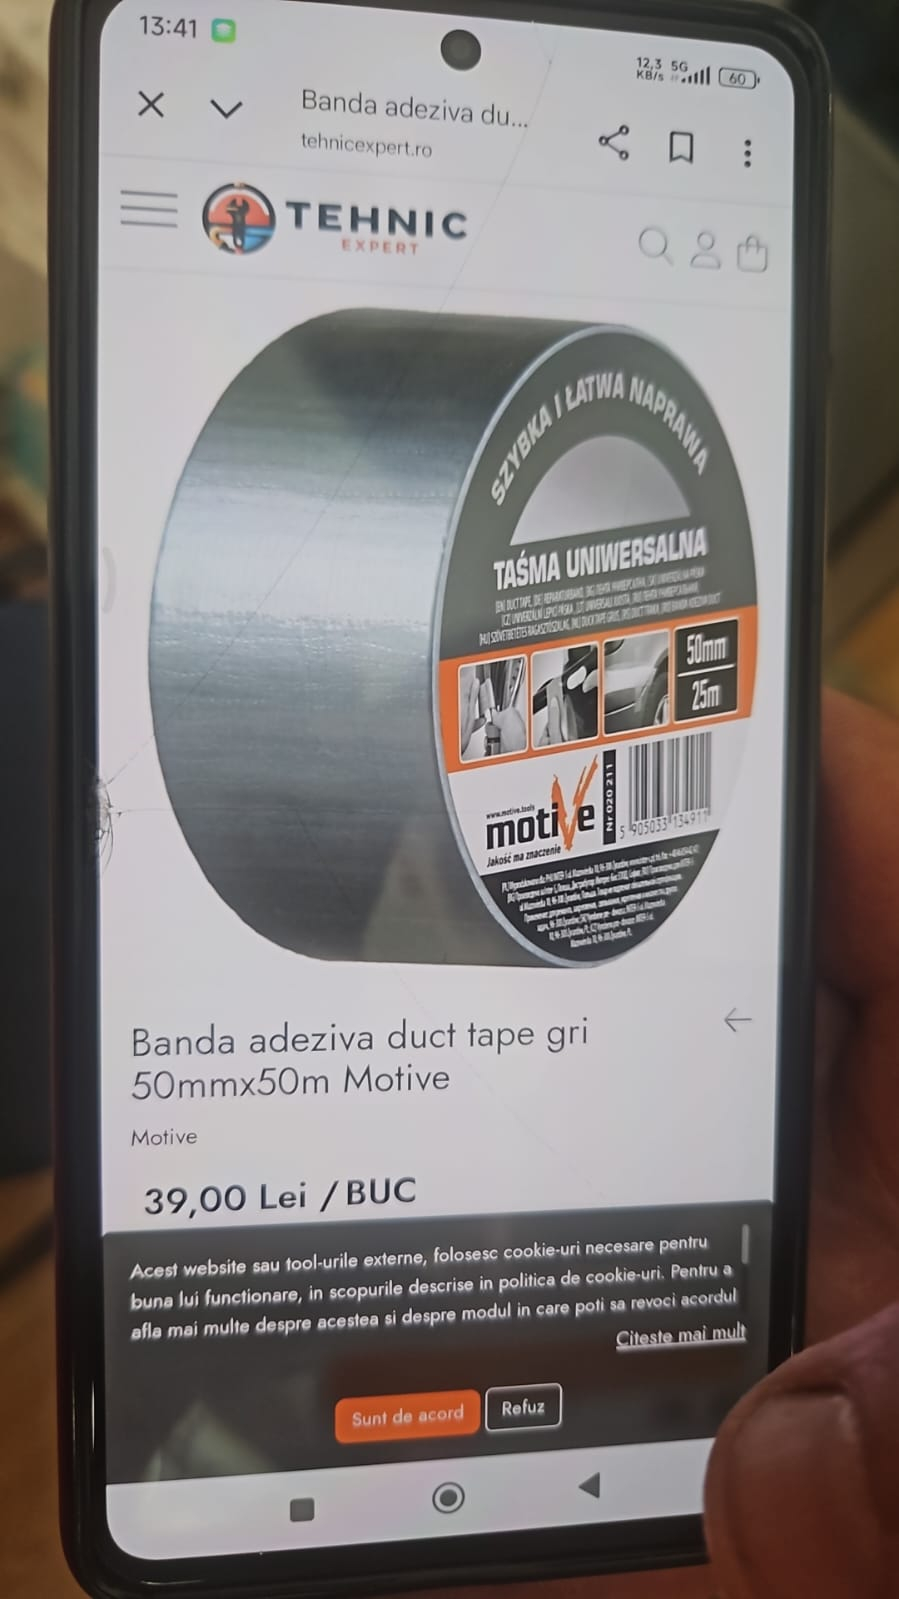 13:41
12,3 KB/s 5G 60
Banda adeziva du...
tehnicexpert.ro
TEHNIC
EXPERT
SZYBKA I ŁATWA NAPRAWA
TAŚMA UNIWERSALNA
50mm
25m
www.motive.tools
motive
Jakość ma znaczenie
Nr 020 211
5 905033 134911
Banda adeziva duct tape gri
50mmx50m Motive
Motive
39,00 Lei /BUC
Acest website sau tool-urile externe, folosesc cookie-uri necesare pentru
buna lui functionare, in scopurile descrise in politica de cookie-uri. Pentru a
afla mai multe despre acestea si despre modul in care poti sa revoci acordul
Citeste mai mult
Sunt de acord
Refuz